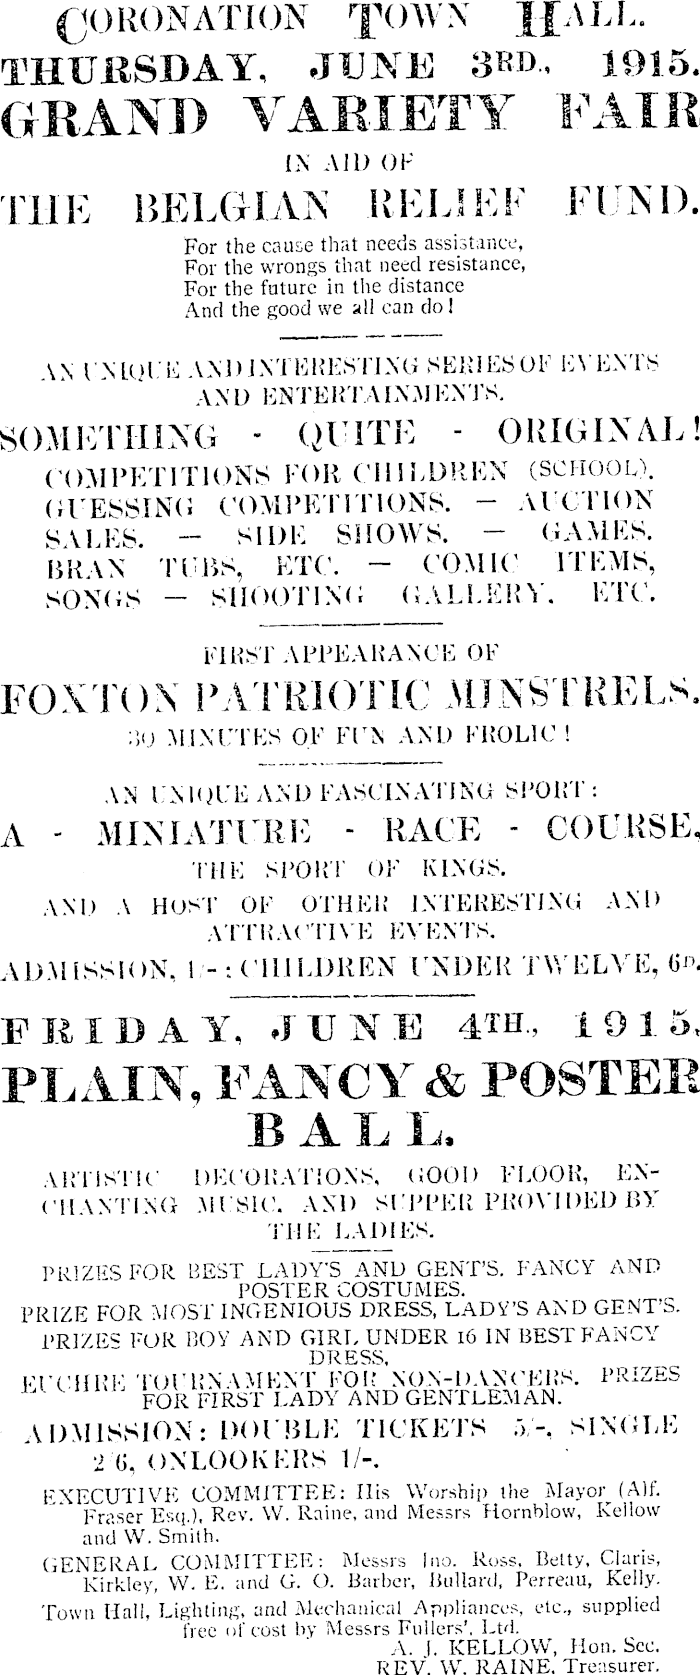 CORONATION TOWN HALL.
THURSDAY, JUNE 3RD., 1915.
GRAND VARIETY FAIR
IN AID OF
THE BELGIAN RELIEF FUND.
For the cause that needs assistance,
For the wrongs that need resistance,
For the future in the distance
And the good we all can do!
AN UNIQUE AND INTERESTING SERIES OF EVENTS
AND ENTERTAINMENTS.
SOMETHING - QUITE - ORIGINAL!
COMPETITIONS FOR CHILDREN (SCHOOL).
GUESSING COMPETITIONS. — AUCTION
SALES. — SIDE SHOWS. — GAMES.
BRAN TUBS, ETC. — COMIC ITEMS,
SONGS — SHOOTING GALLERY, ETC.
FIRST APPEARANCE OF
FOXTON PATRIOTIC MINSTRELS.
30 MINUTES OF FUN AND FROLIC!
AN UNIQUE AND FASCINATING SPORT:
A - MINIATURE - RACE - COURSE,
THE SPORT OF KINGS.
AND A HOST OF OTHER INTERESTING AND
ATTRACTIVE EVENTS.
ADMISSION, 1/-: CHILDREN UNDER TWELVE, 6D.
FRIDAY, JUNE 4TH., 1915,
PLAIN, FANCY & POSTER
BALL.
ARTISTIC DECORATIONS, GOOD FLOOR, EN-
CHANTING MUSIC. AND SUPPER PROVIDED BY
THE LADIES.
PRIZES FOR BEST LADY'S AND GENT'S. FANCY AND
POSTER COSTUMES.
PRIZE FOR MOST INGENIOUS DRESS, LADY'S AND GENT'S.
PRIZES FOR BOY AND GIRL UNDER 16 IN BEST FANCY
DRESS,
EUCHRE TOURNAMENT FOR NON-DANCERS. PRIZES
FOR FIRST LADY AND GENTLEMAN.
ADMISSION: DOUBLE TICKETS 5/-, SINGLE
2/6, ONLOOKERS 1/-.
EXECUTIVE COMMITTEE: His Worship the Mayor (Alf.
Fraser Esq.), Rev. W. Raine, and Messrs Hornblow, Kellow
and W. Smith.
GENERAL COMMITTEE: Messrs Jno. Ross, Betty, Claris,
Kirkley, W. E. and G. O. Barber, Bullard, Perreau, Kelly.
Town Hall, Lighting, and Mechanical Appliances, etc., supplied
free of cost by Messrs Fullers', Ltd.
A. J. KELLOW, Hon. Sec.
REV. W. RAINE, Treasurer.